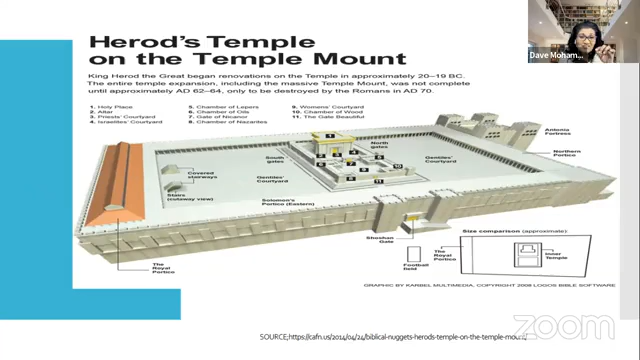 Herod's Temple
on the Temple Mount
King Herod the Great began renovations on the Temple in approximately 20–19 BC.
The entire temple expansion, including the massive Temple Mount, was not complete
until approximately AD 62–64, only to be destroyed by the Romans in AD 70.
1. Holy Place
2. Altar
3. Priests' Courtyard
4. Israelites' Courtyard
5. Chamber of Lepers
6. Chamber of Oils
7. Gate of Nicanor
8. Chamber of Nazarites
9. Womens' Courtyard
10. Chamber of Wood
11. The Gate Beautiful
Dave Moham...
Antonia
Fortress
Northern
Portico
North
gates
South
gates
Gentiles'
Courtyard
Gentiles'
Courtyard
Covered
stairways
Stairs
(cutaway view)
Solomon's
Portico (Eastern)
1
4
10
11
Shushan
Gate
The
Royal
Portico
Size comparison (approximate):
Football
field
The
Royal
Portico
Inner
Temple
GRAPHIC BY KARBEL MULTIMEDIA, COPYRIGHT 2008 LOGOS BIBLE SOFTWARE
zoom
SOURCE;https://cafn.us/2014/04/24/biblical-nuggets-herods-temple-on-the-temple-mount/